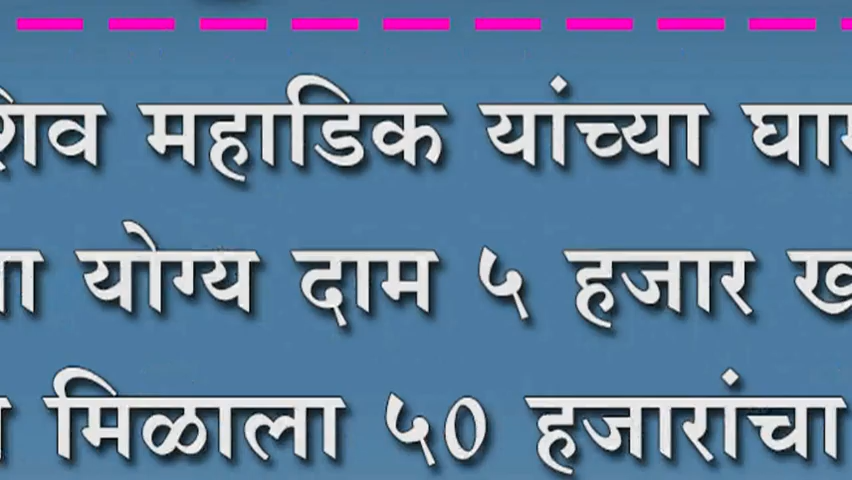 शिव महाडिक यांच्या
योग्य दाम ५ हजार
मिळाला ५० हजारांचा